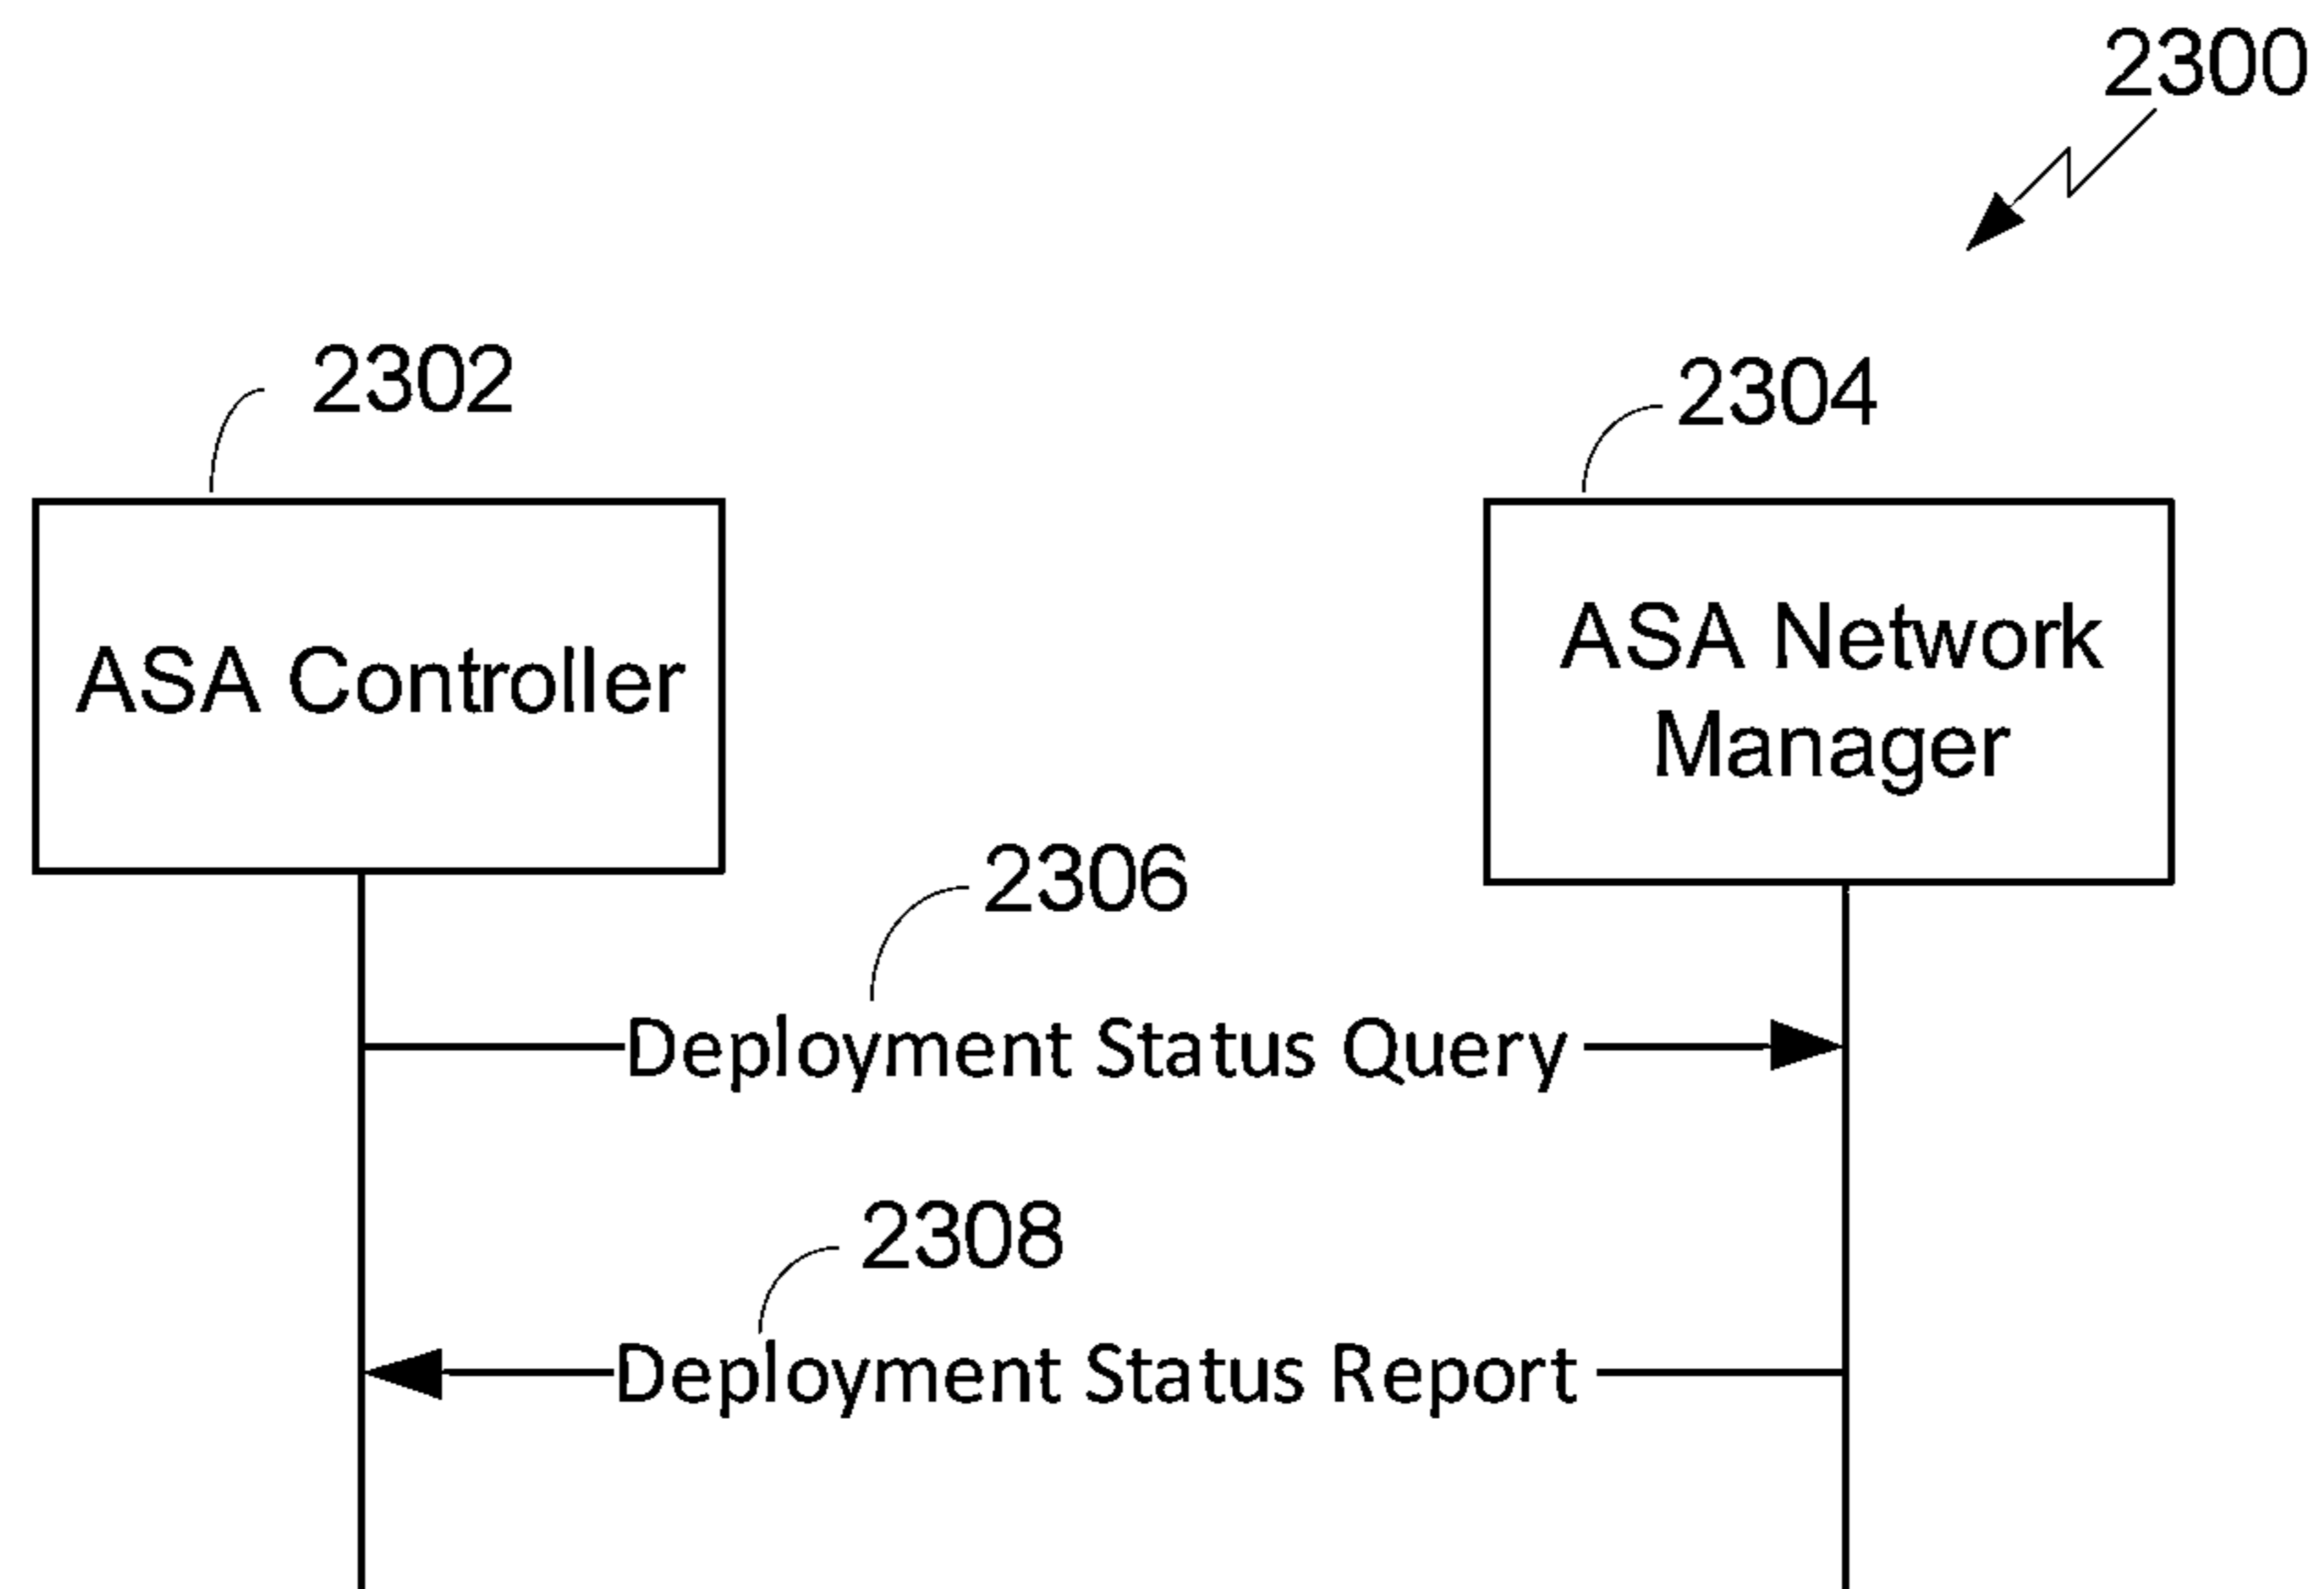 2300
2302
2304
ASA Controller
ASA Network
Manager
2306
Deployment Status Query
2308
Deployment Status Report